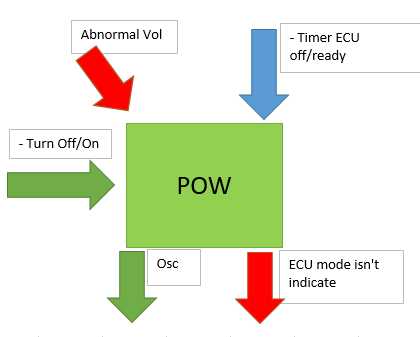 Abnormal Vol
- Timer ECU
off/ready
- Turn Off/On
POW
Osc
ECU mode isn't
indicate